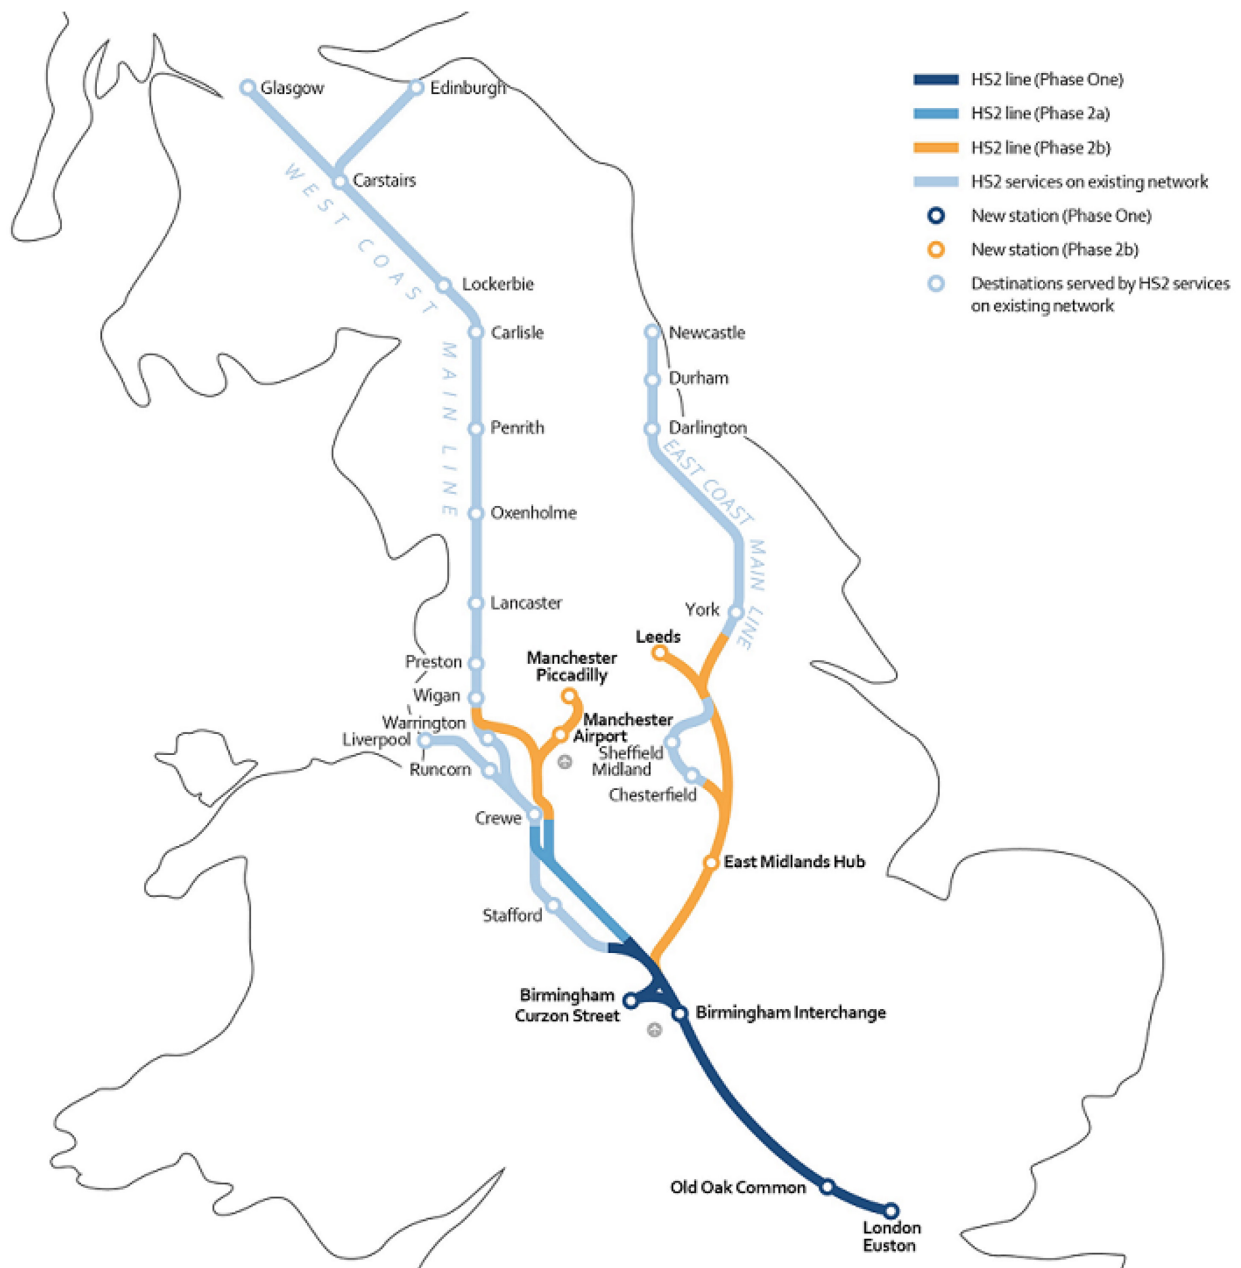 Glasgow
Edinburgh
HS2 line (Phase One)
HS2 line (Phase 2a)
HS2 line (Phase 2b)
HS2 services on existing network
New station (Phase One)
New station (Phase 2b)
Destinations served by HS2 services
on existing network
Carstairs
WEST COAST
MAIN LINE
Lockerbie
Carlisle
Newcastle
Durham
Penrith
Darlington
EAST COAST
MAIN LINE
Oxenholme
Lancaster
York
Leeds
Preston
Manchester
Piccadilly
Wigan
Warrington
Manchester
Airport
Liverpool
Sheffield
Midland
Runcorn
Chesterfield
Crewe
East Midlands Hub
Stafford
Birmingham
Curzon Street
Birmingham Interchange
Old Oak Common
London
Euston